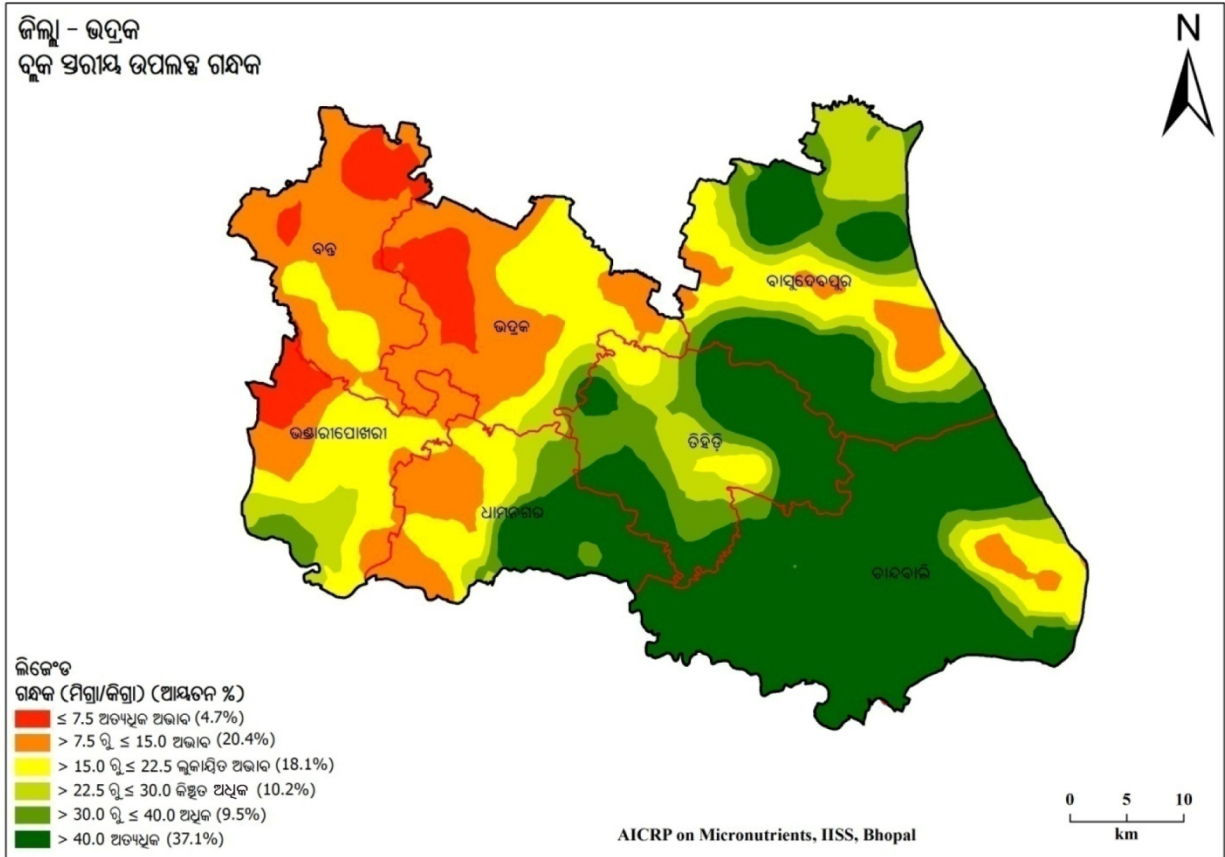 ଜିଲ୍ଲା - ଭଦ୍ରକ
ବ୍ଲକ ସ୍ତରୀୟ ଉପଲବ୍ଧ ଗନ୍ଧକ
N
ବନ୍ତ
ବାସୁଦେବପୁର
ଭଦ୍ରକ
ଭଣ୍ଡାରୀପୋଖରୀ
ତିହିଡ଼ି
ଧାମନଗର
ଚାନ୍ଦବାଲି
ଲିଜେଂଡ
ଗନ୍ଧକ (ମିଗ୍ରା/କିଗ୍ରା) (ଆୟତନ %)
≤ 7.5 ଅତ୍ୟଧିକ ଅଭାବ (4.7%)
> 7.5 ରୁ ≤ 15.0 ଅଭାବ (20.4%)
> 15.0 ରୁ ≤ 22.5 ଲୁକାୟିତ ଅଭାବ (18.1%)
> 22.5 ରୁ ≤ 30.0 କିଞ୍ଚିତ ଅଧିକ (10.2%)
> 30.0 ରୁ ≤ 40.0 ଅଧିକ (9.5%)
> 40.0 ଅତ୍ୟଧିକ (37.1%)
AICRP on Micronutrients, IISS, Bhopal
0 5 10
km